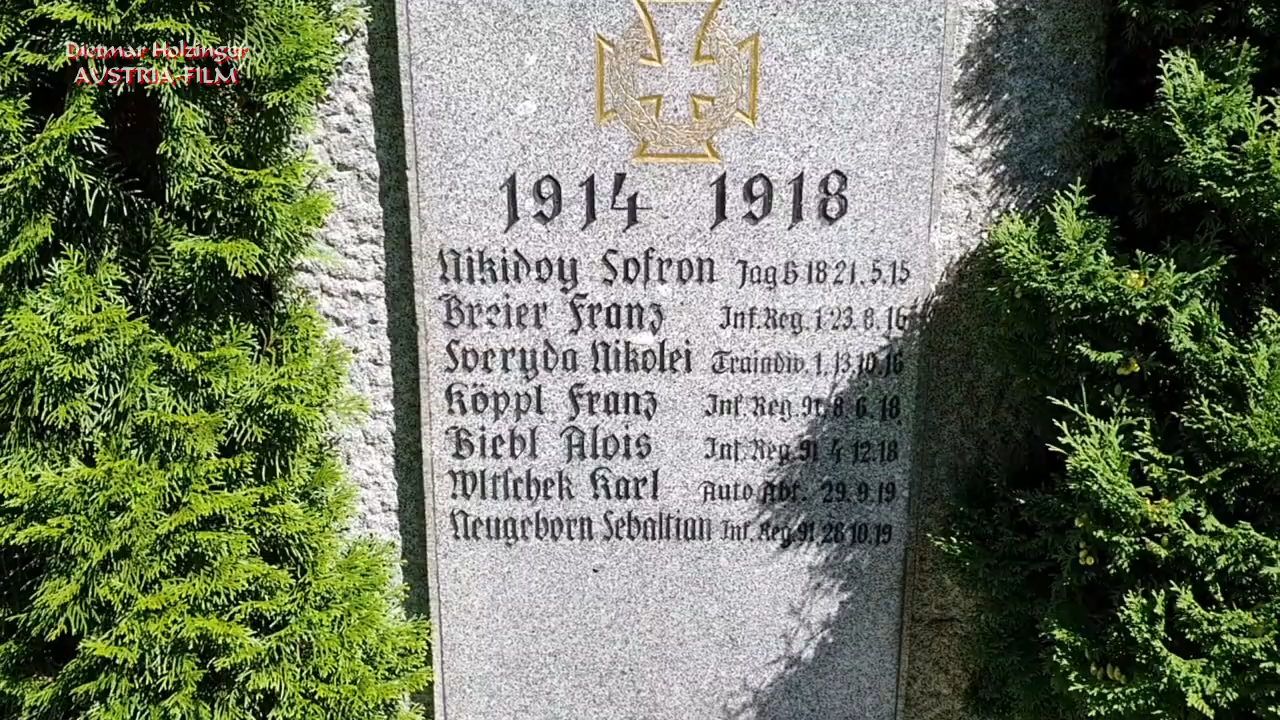 Dietmar Holzinger
AUSTRIA-FILM
1914 1918
Nikidoy Sofron Jag B 18 21.5.15
Brzier Franz Inf.Reg. 1 23.8.16
Sveryda Nikolei Traindiv. 1. 13.10.16
Köppl Franz Inf.Reg. 91. 8.6.18.
Biebl Alois Inf.Reg. 91 4 12.18
Wltschek Karl Auto Abt. 29.9.19
Neugeborn Sebastian Inf.Reg. 91 28 10.19